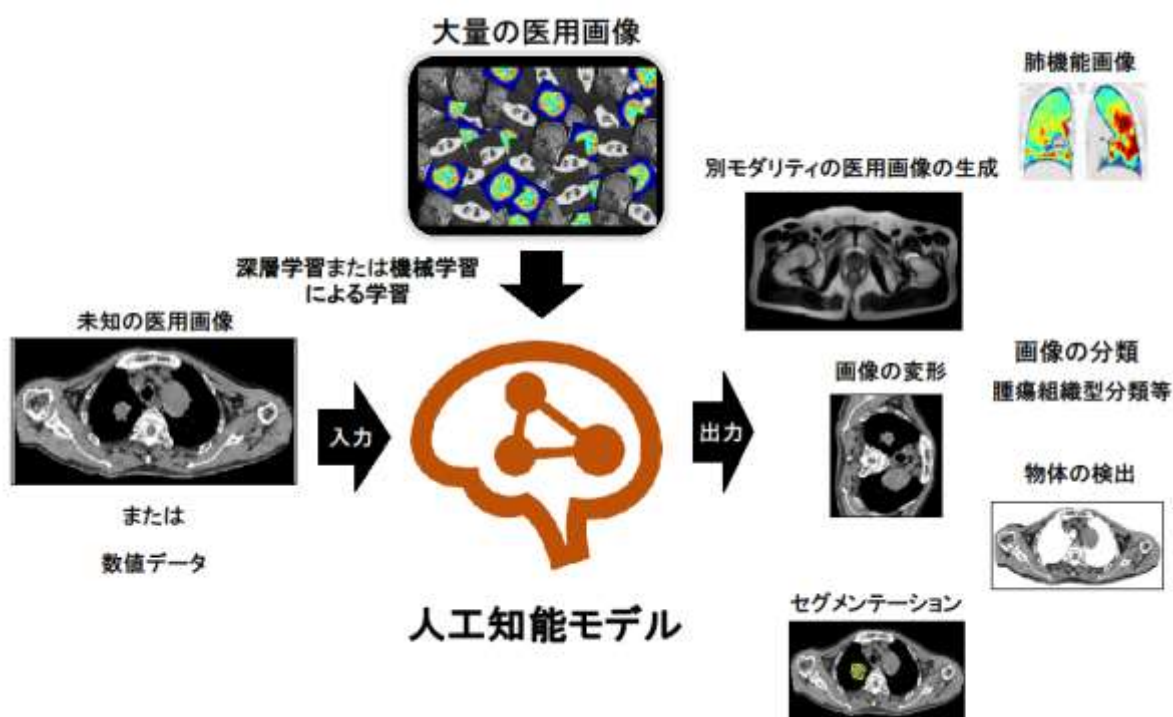 大量の医用画像
肺機能画像
別モダリティの医用画像の生成
深層学習または機械学習
による学習
未知の医用画像
画像の分類
腫瘍組織型分類等
画像の変形
入力
出力
物体の検出
または
数値データ
セグメンテーション
人工知能モデル